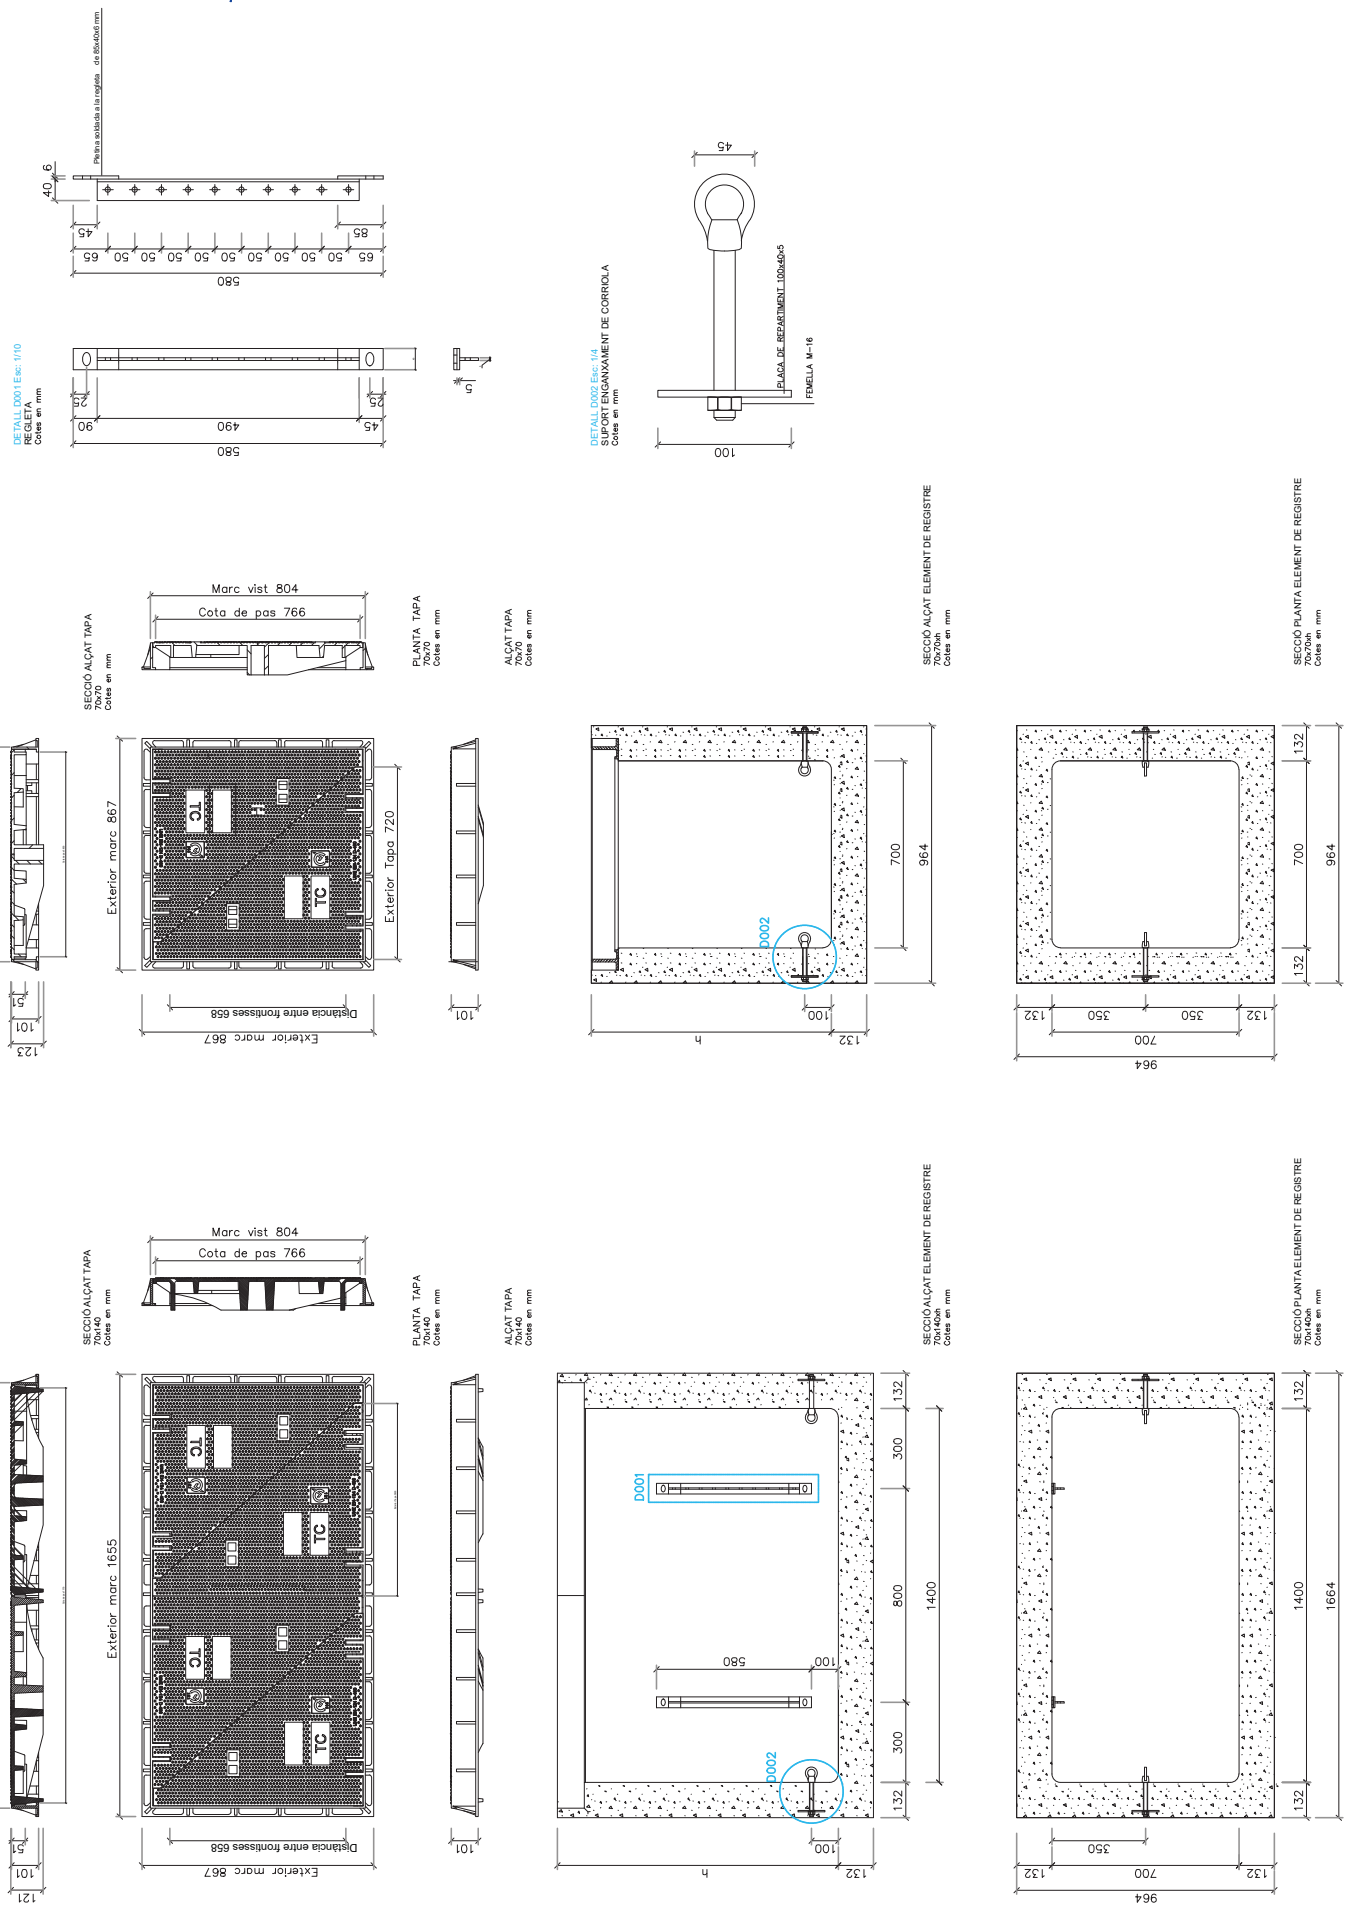 Pletina soldada a la regleta de 85x40x6 mm
6
40
45
85
65
50
50
50
50
50
50
50
50
50
65
580
DETALL D001 Esc: 1/10
REGLETA
Cotes en mm
25
25
5
90
490
45
580
45
DETALL D002 Esc: 1/4
SUPORT ENGANXAMENT DE CORRIOLA
Cotes en mm
PLACA DE REPARTIMENT 100x40x5
FEMELLA M-16
100
SECCIÓ ALÇAT TAPA
70x70
Cotes en mm
Marc vist 804
Cota de pas 766
PLANTA TAPA
70x70
Cotes en mm
ALÇAT TAPA
70x70
Cotes en mm
SECCIÓ ALÇAT ELEMENT DE REGISTRE
70x70xh
Cotes en mm
SECCIÓ PLANTA ELEMENT DE REGISTRE
70x70xh
Cotes en mm
51
101
123
Exterior marc 867
TC
TC
Exterior Tapa 720
Distància entre frontisses 658
Exterior marc 867
101
D002
700
964
100
h
132
132
700
964
132
132
350
350
132
700
964
SECCIÓ ALÇAT TAPA
70x140
Cotes en mm
Marc vist 804
Cota de pas 766
PLANTA TAPA
70x140
Cotes en mm
ALÇAT TAPA
70x140
Cotes en mm
SECCIÓ ALÇAT ELEMENT DE REGISTRE
70x140xh
Cotes en mm
SECCIÓ PLANTA ELEMENT DE REGISTRE
70x140xh
Cotes en mm
51
101
121
Exterior marc 1655
TC
TC
TC
TC
Distància entre frontisses 658
Exterior marc 867
101
D001
D002
580
100
132
300
800
1400
300
132
100
h
132
132
1400
1664
132
350
132
700
132
964